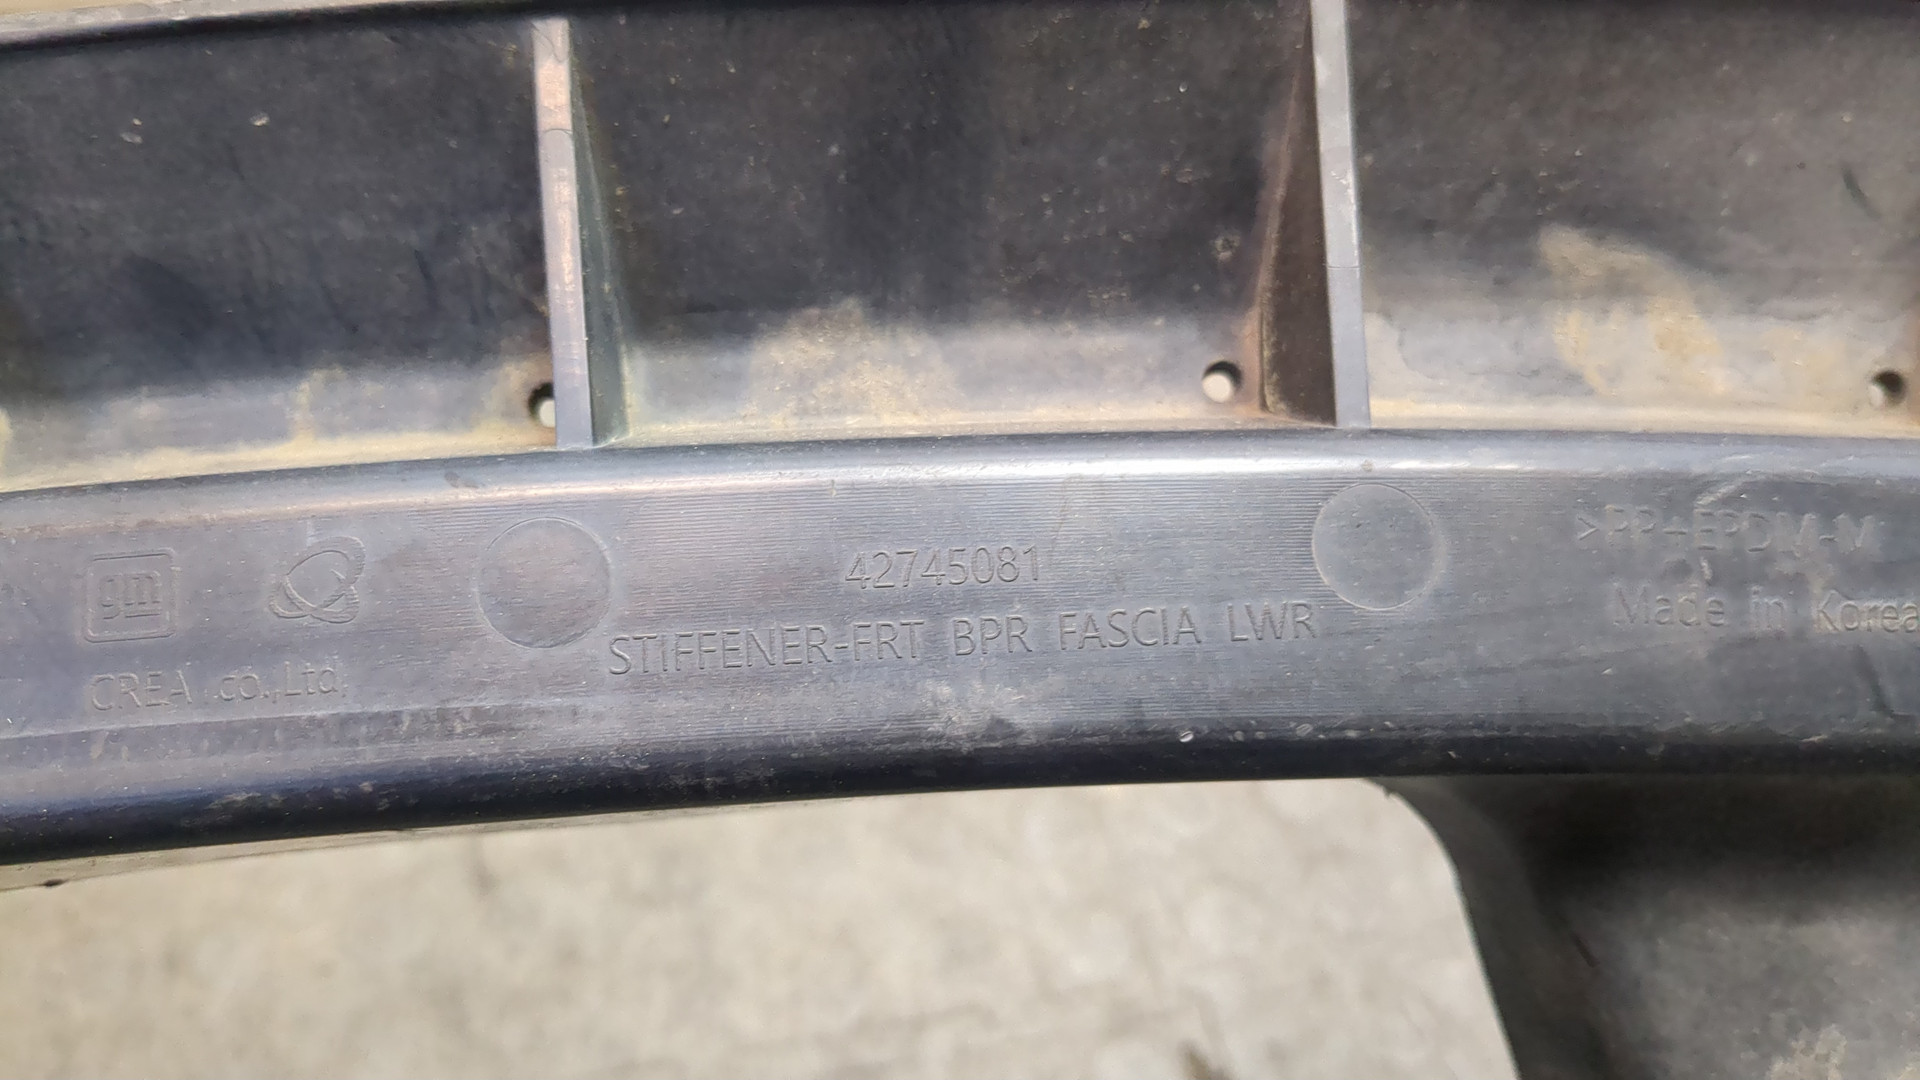 gm
CREA .co.,Ltd,
42745081
STIFFENER-FRT BPR FASCIA LWR
>PP+EPDM-M
Made in Korea